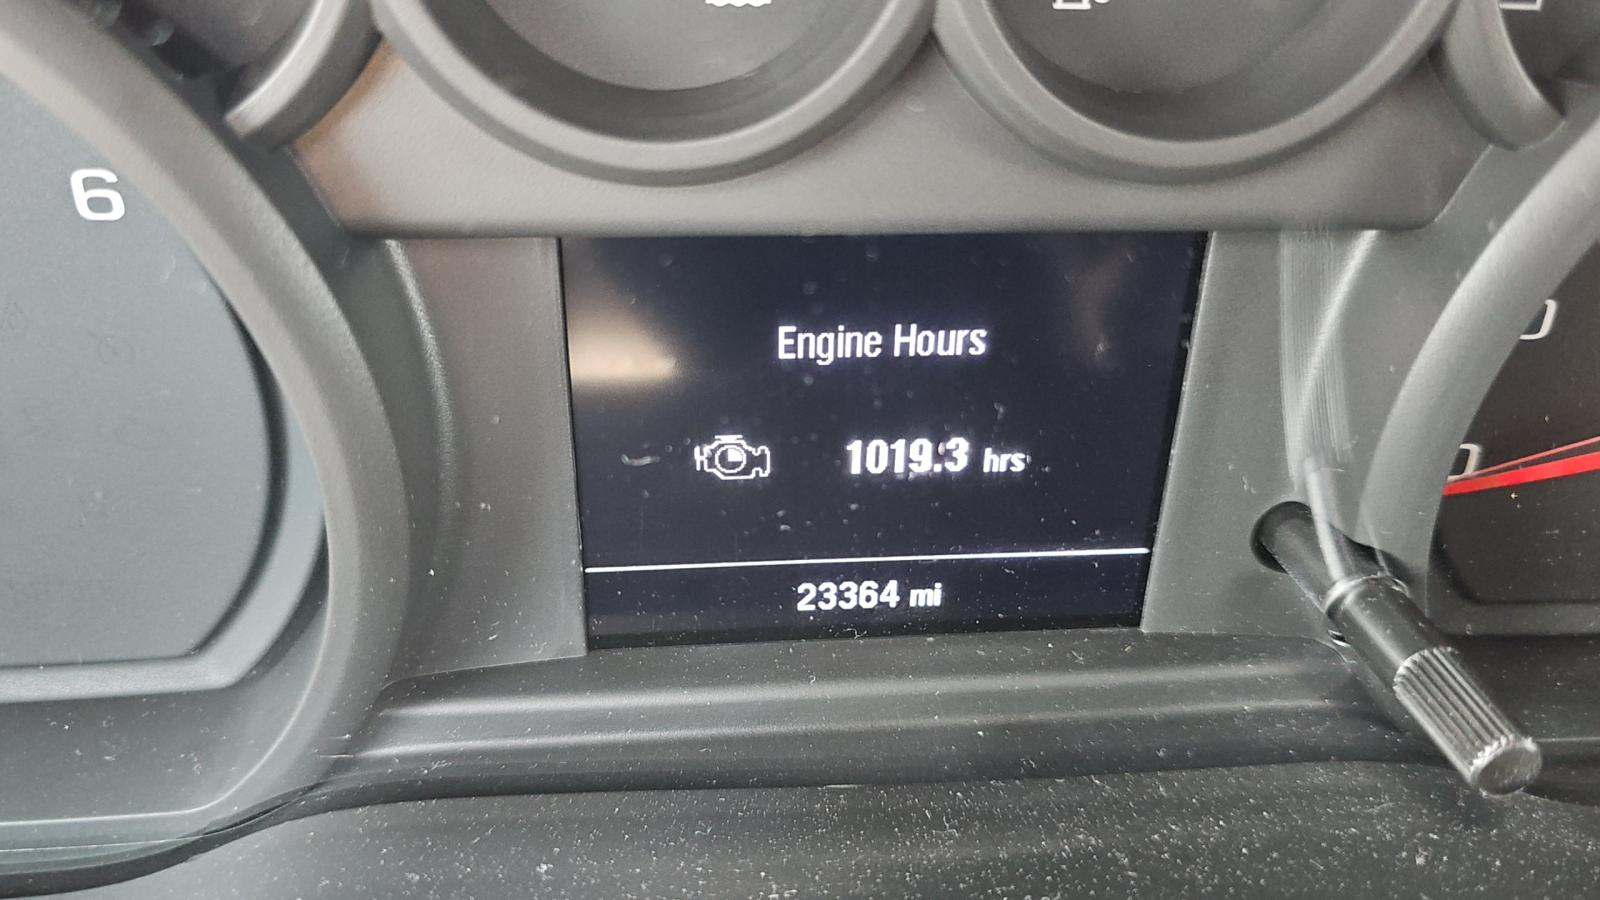 6
Engine Hours
1019.3 hrs
23364 mi